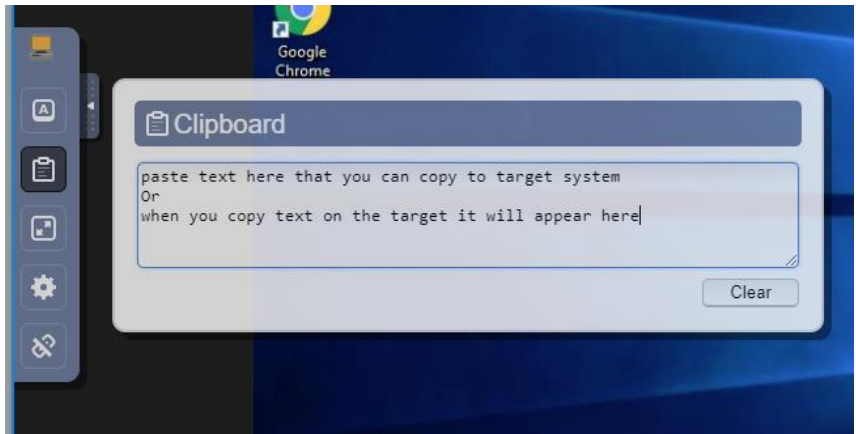 Google
Chrome
A
Clipboard
paste text here that you can copy to target system
Or
when you copy text on the target it will appear here
Clear